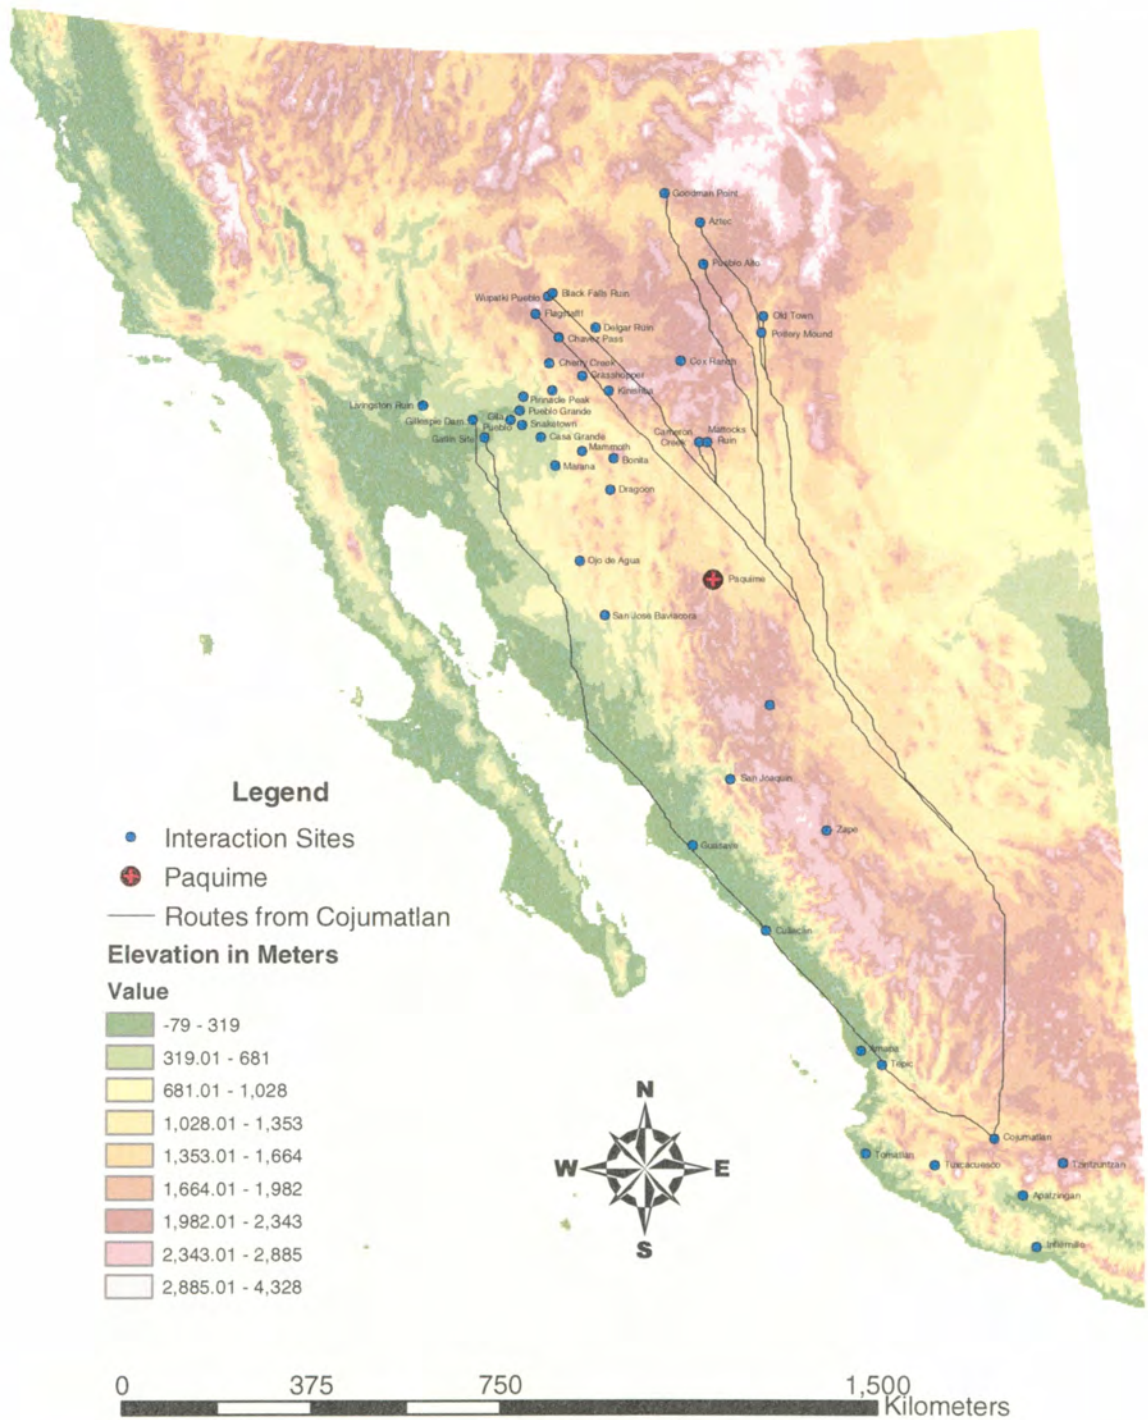 Goodman Point
Aztec
Pueblo Alto
Wupatki Pueblo
Black Falls Ruin
Flagstaff
Old Town
Delgar Ruin
Pottery Mound
Chavez Pass
Cherry Creek
Cox Ranch
Grasshopper
Kinishba
Pinnacle Peak
Livingston Ruin
Pueblo Grande
Gillespie Dam
Gila
Pueblo
Snaketown
Gatlin Site
Casa Grande
Cameron
Creek
Mattocks
Ruin
Mammoth
Bonita
Marana
Dragoon
Ojo de Agua
Paquime
San Jose Baviacora
San Joaquin
Zape
Guasave
Culiacan
Amapa
Tepic
Cojumatlan
Tomatlan
Tuxcacuesco
Tzintzuntzan
Apatzingan
Infiernillo
Legend
Interaction Sites
Paquime
Routes from Cojumatlan
Elevation in Meters
Value
-79 - 319
319.01 - 681
681.01 - 1,028
1,028.01 - 1,353
1,353.01 - 1,664
1,664.01 - 1,982
1,982.01 - 2,343
2,343.01 - 2,885
2,885.01 - 4,328
N
W E
S
0 375 750 1,500
Kilometers